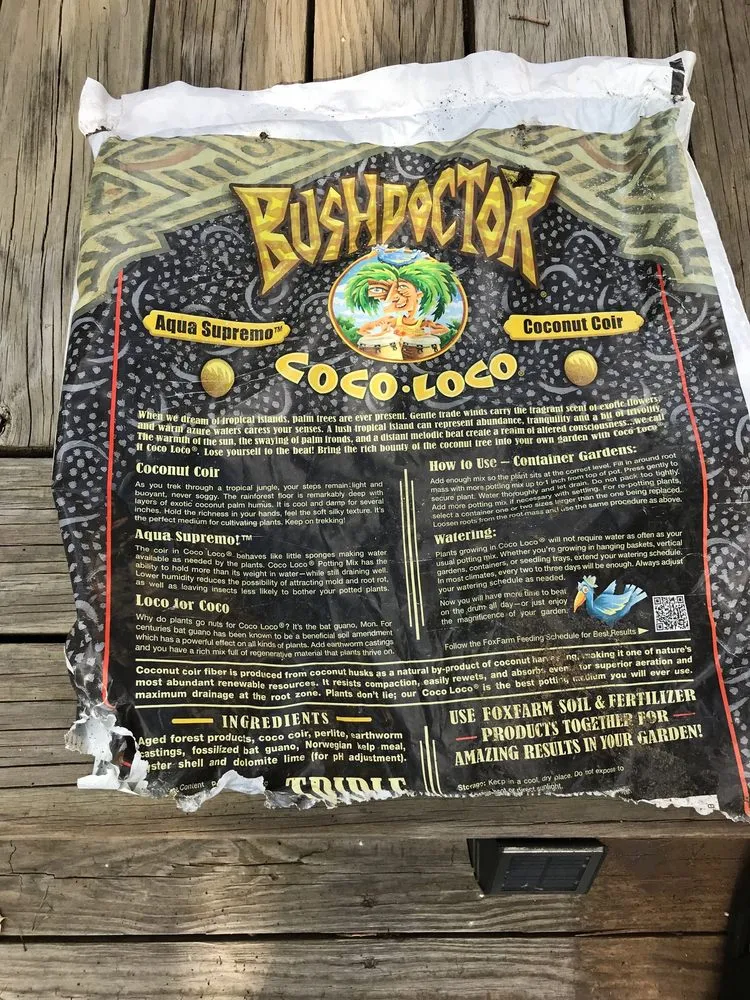 BUSHDOCTOR
Aqua Supremo™
Coconut Coir
COCO·LOCO
When we dream of tropical islands, palm trees are ever present. Gentle trade winds carry the fragrant scent of exotic flowers,
and warm azure waters caress your senses. A lush tropical island can represent abundance, tranquility and a bit of frivolity.
The warmth of the sun, the swaying of palm fronds, and a distant melodic beat create a realm of altered consciousness...we call
it Coco Loco®. Lose yourself to the beat! Bring the rich bounty of the coconut tree into your own garden with Coco Loco
Coconut Coir
As you trek through a tropical jungle, your steps remain light and
buoyant, never soggy. The rainforest floor is remarkably deep with
layers of exotic coconut palm humus. It is cool and damp for several
inches. Hold the richness in your hands, feel the soft silky texture. It's
the perfect medium for cultivating plants. Keep on trekking!
Aqua Supremo!™
The coir in Coco Loco® behaves like little sponges making water
available as needed by the plants. Coco Loco® Potting Mix has the
ability to hold more than its weight in water—while still draining well.
Lower humidity reduces the possibility of attracting mold and root rot,
as well as leaving insects less likely to bother your potted plants.
Loco for Coco
Why do plants go nuts for Coco Loco®? It's the bat guano, Mon. For
centuries bat guano has been known to be a beneficial soil amendment
which has a powerful effect on all kinds of plants. Add earthworm castings
and you have a rich mix full of regenerative material that plants thrive on.
How to Use – Container Gardens:
Add enough mix so the plant sits at the correct level. Fill in around root
mass with more potting mix up to 1 inch from top of pot. Press gently to
secure plant. Water thoroughly and let drain. Do not pack too tightly.
Add more potting mix, if necessary with settling. For re-potting plants,
select a container one or two sizes larger than the one being replaced.
Loosen roots from the root mass and use the same procedure as above.
Watering:
Plants growing in Coco Loco® will not require water as often as your
usual potting mix. Whether you're growing in hanging baskets, vertical
gardens, containers, or seedling trays, extend your watering schedule.
In most climates, every two to three days will be enough. Always adjust
your watering schedule as needed.
Now you will have more time to beat
on the drum all day—or just enjoy
the magnificence of your garden.
Follow the FoxFarm Feeding Schedule for Best Results
Coconut coir fiber is produced from coconut husks as a natural by-product of coconut making it one of nature's
most abundant renewable resources. It resists compaction, easily rewets, and absorbs for superior aeration and
maximum drainage at the root zone. Plants don't lie; our Coco Loco® is the best potting medium you will ever use.
INGREDIENTS
Aged forest products, coco coir, perlite, earthworm
castings, fossilized bat guano, Norwegian kelp meal,
oyster shell and dolomite lime (for pH adjustment).
USE FOXFARM SOIL & FERTILIZER
PRODUCTS TOGETHER FOR
AMAZING RESULTS IN YOUR GARDEN!
Content
TRIPLE
Storage: Keep in a cool, dry place. Do not expose to
heat or direct sunlight.